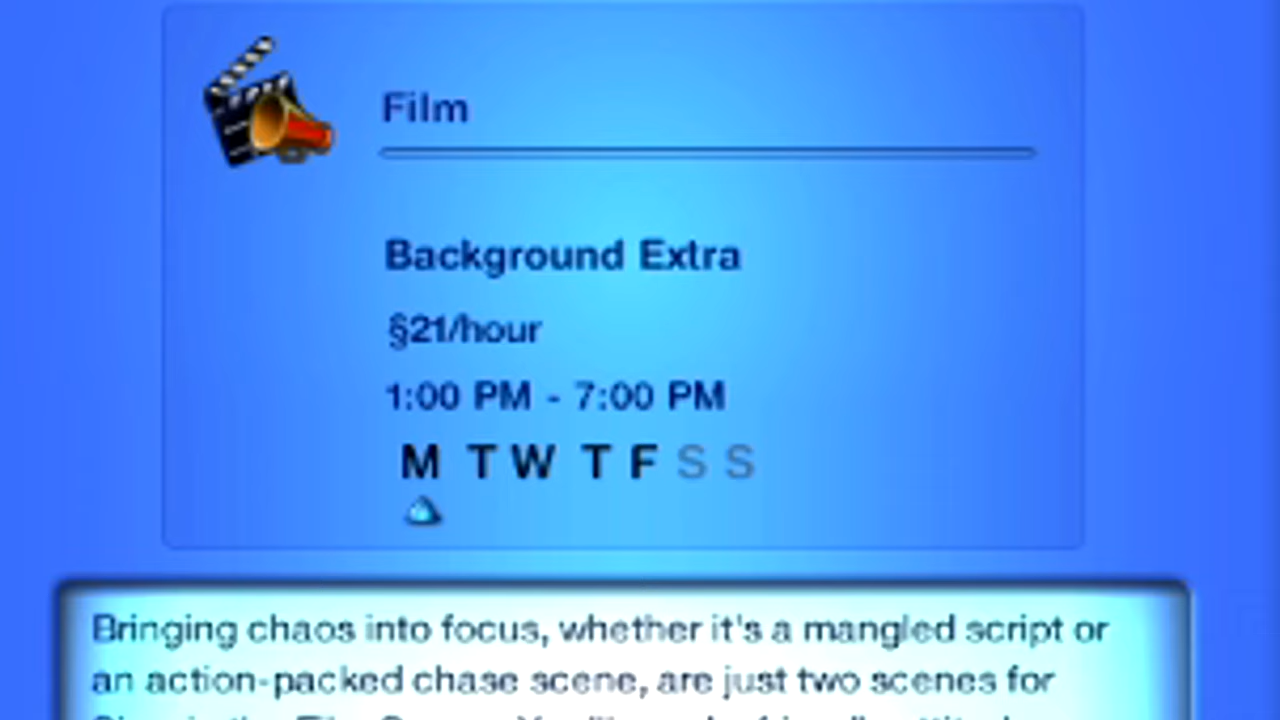 Film
Background Extra
§21/hour
1:00 PM - 7:00 PM
M T W T F S S
Bringing chaos into focus, whether it's a mangled script or
an action-packed chase scene, are just two scenes for